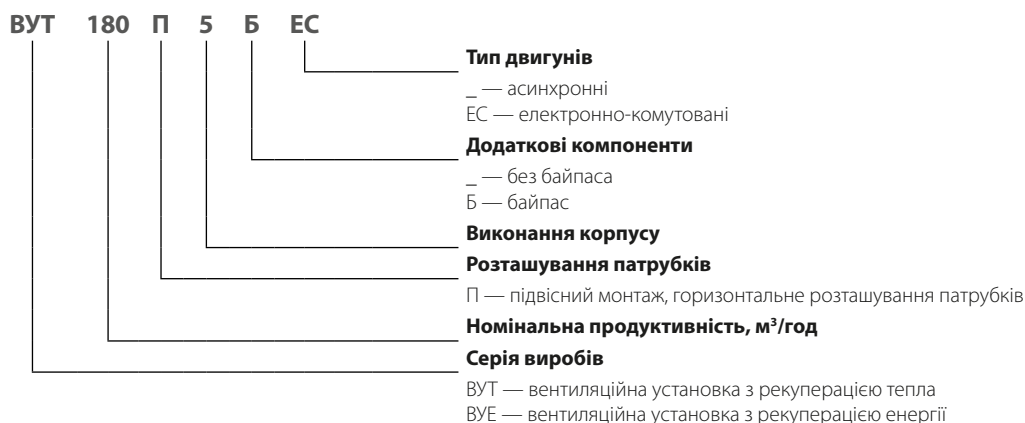 ВУТ 180 П 5 Б ЕС
Тип двигунів
_ — асинхронні
ЕС — електронно-комутовані
Додаткові компоненти
_ — без байпаса
Б — байпас
Виконання корпусу
Розташування патрубків
П — підвісний монтаж, горизонтальне розташування патрубків
Номінальна продуктивність, м³/год
Серія виробів
ВУТ — вентиляційна установка з рекуперацією тепла
ВУЕ — вентиляційна установка з рекуперацією енергії